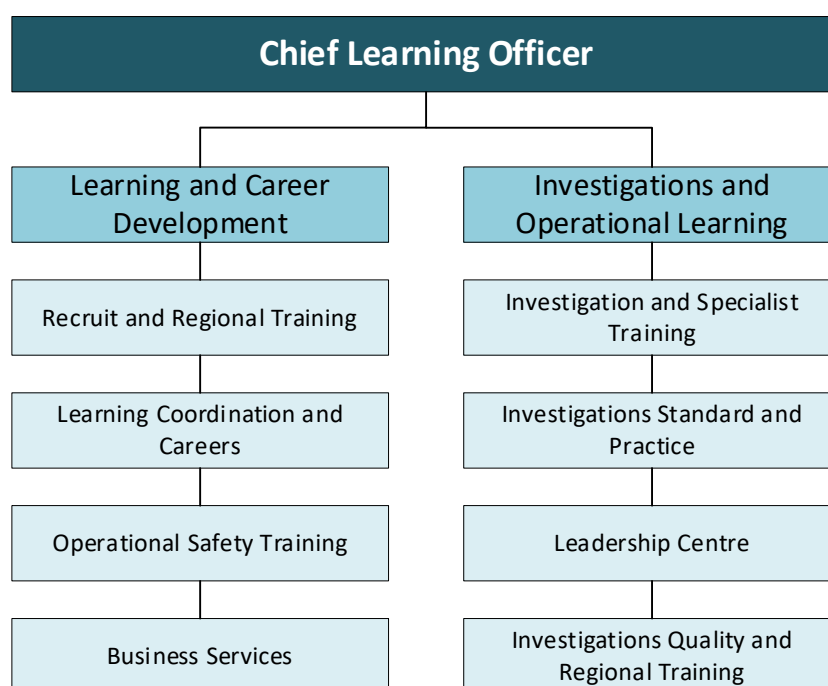 Chief Learning Officer
Learning and Career
Development
Recruit and Regional Training
Learning Coordination and
Careers
Operational Safety Training
Business Services
Investigations and
Operational Learning
Investigation and Specialist
Training
Investigations Standard and
Practice
Leadership Centre
Investigations Quality and
Regional Training